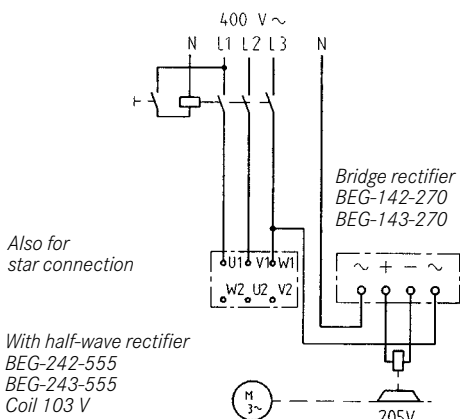 400 V ~
N L1 L2 L3 N
Bridge rectifier
BEG-142-270
BEG-143-270
Also for
star connection
U1 V1 W1
W2 U2 V2
~ + − ~
With half-wave rectifier
BEG-242-555
BEG-243-555
Coil 103 V
M
3~
205V